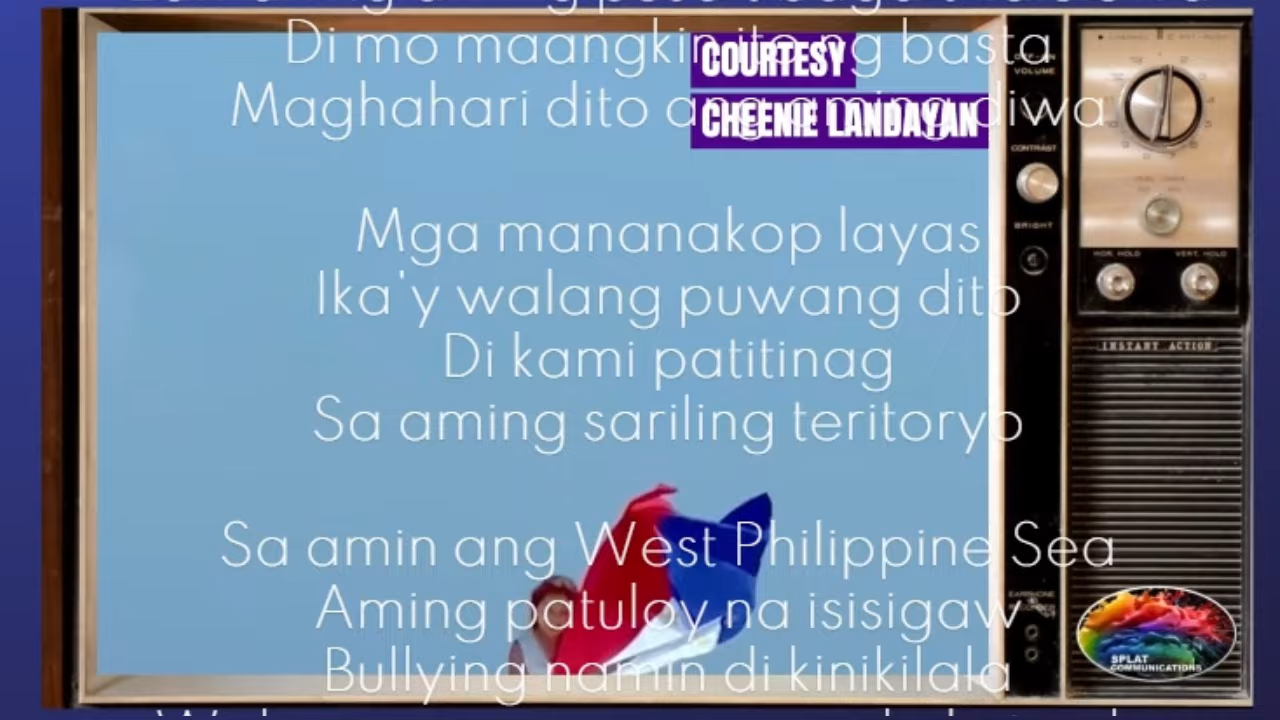 Di mo maangkin ito ng basta
COURTESY
Maghahari dito ang aming diwa
CHEENIE LANDAYAN
Mga mananakop layas
Ika'y walang puwang dito
Di kami patitinag
Sa aming sariling teritoryo
Sa amin ang West Philippine Sea
Aming patuloy na isisigaw
Bullying namin di kinikilala
VOLUME
CONTRAST
BRIGHT
HOR. HOLD
VERT. HOLD
INSTANT ACTION
SPLAT
COMMUNICATIONS